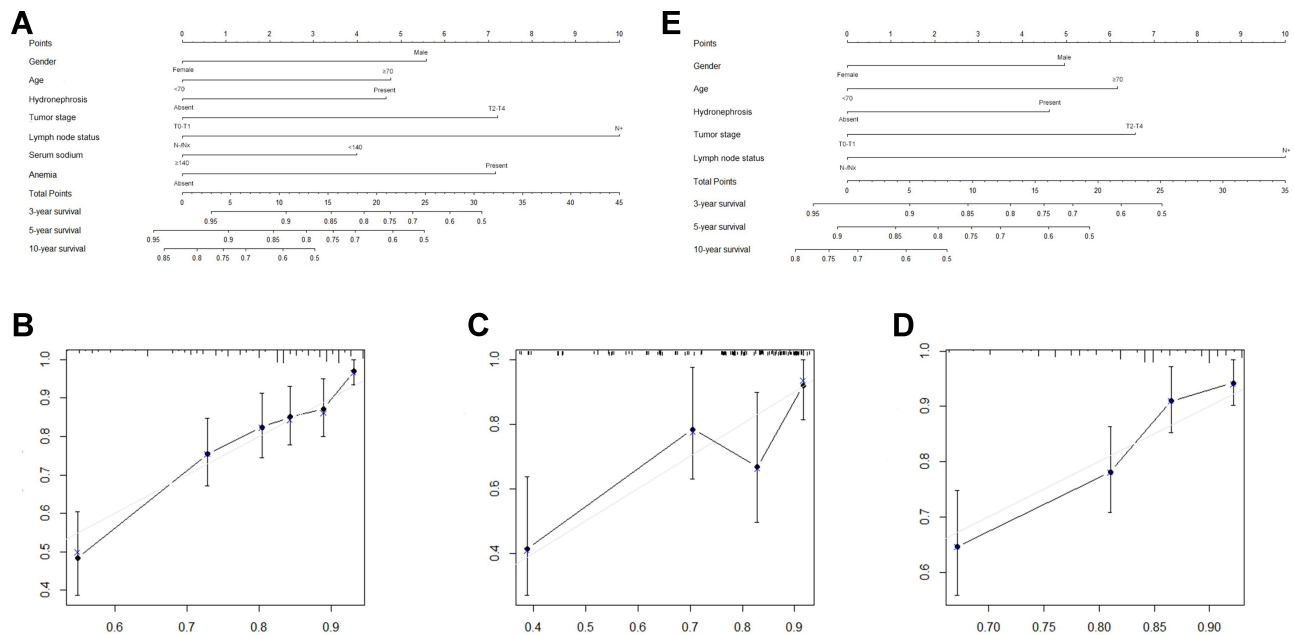 A
Points
0 1 2 3 4 5 6 7 8 9 10
Gender
Female Male
Age
<70 ≥70
Hydronephrosis
Absent Present
Tumor stage
T0-T1 T2-T4
Lymph node status
N-/Nx N+
Serum sodium
≥140 <140
Anemia
Absent Present
Total Points
0 5 10 15 20 25 30 35 40 45
3-year survival
0.95 0.9 0.85 0.8 0.75 0.7 0.6 0.5
5-year survival
0.95 0.9 0.85 0.8 0.75 0.7 0.6 0.5
10-year survival
0.85 0.8 0.75 0.7 0.6 0.5
E
Points
0 1 2 3 4 5 6 7 8 9 10
Gender
Female Male
Age
<70 ≥70
Hydronephrosis
Absent Present
Tumor stage
T0-T1 T2-T4
Lymph node status
N-/Nx N+
Total Points
0 5 10 15 20 25 30 35
3-year survival
0.95 0.9 0.85 0.8 0.75 0.7 0.6 0.5
5-year survival
0.9 0.85 0.8 0.75 0.7 0.6 0.5
10-year survival
0.8 0.75 0.7 0.6 0.5
B
1.0
0.9
0.8
0.7
0.6
0.5
0.4
0.6 0.7 0.8 0.9
C
1.0
0.8
0.6
0.4
0.4 0.5 0.6 0.7 0.8 0.9
D
1.0
0.9
0.8
0.7
0.6
0.70 0.75 0.80 0.85 0.90